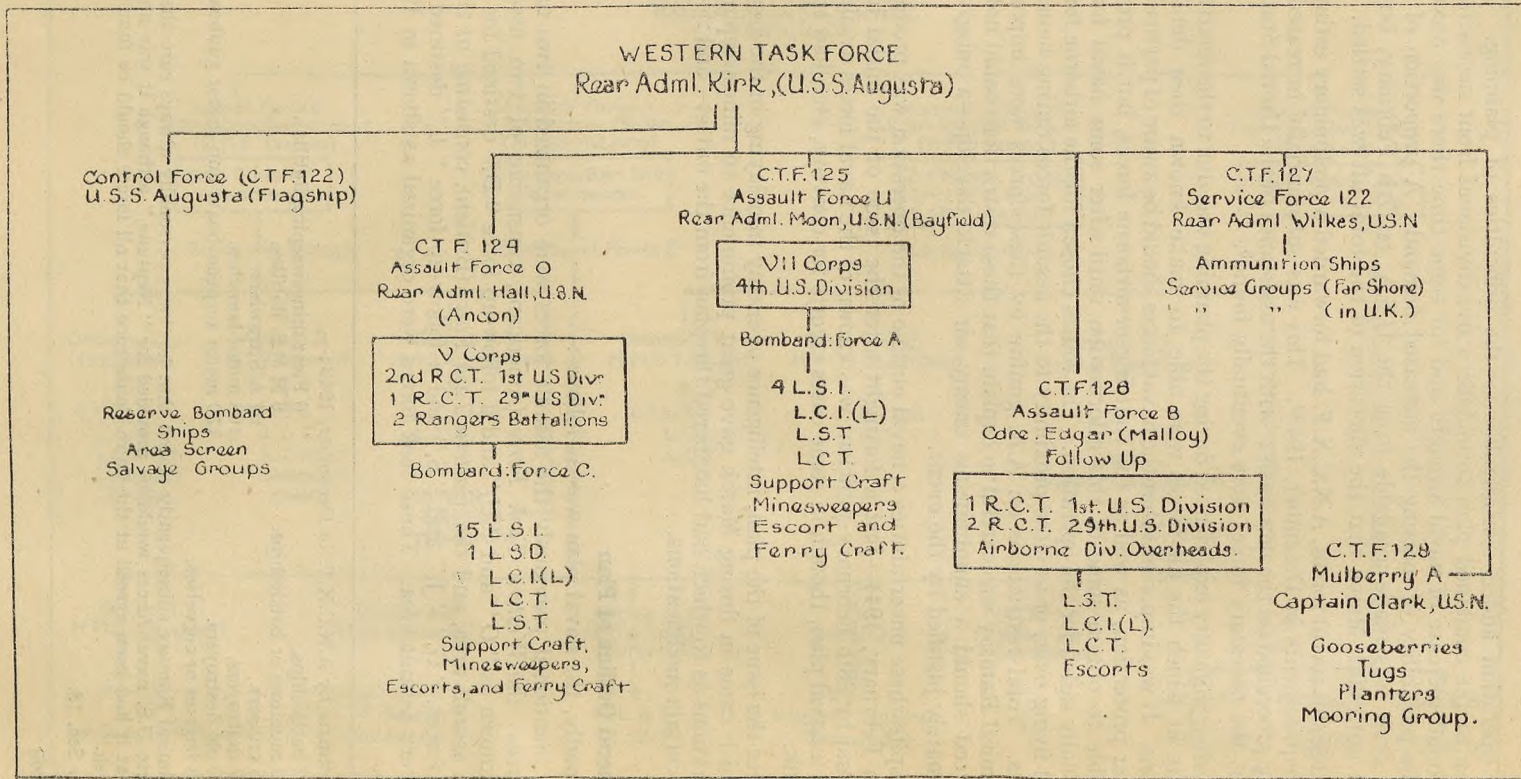 WESTERN TASK FORCE
Rear Adml. Kirk, (U.S.S. Augusta)
Control Force (C.T.F. 122)
U.S.S. Augusta (Flagship)
Reserve Bombard
Ships
Area Screen
Salvage Groups
C.T.F. 124
Assault Force O
Rear Adml. Hall, U.S.N.
(Ancon)
V Corps
2nd R.C.T. 1st U.S Divn
1 R.C.T. 29th US Divn
2 Rangers Battalions
Bombard: Force C.
15 L.S.I.
1 L.S.D.
L.C.I.(L)
L.C.T.
L.S.T.
Support Craft,
Minesweepers,
Escorts, and Ferry Craft
C.T.F. 125
Assault Force U
Rear Adml. Moon, U.S.N. (Bayfield)
VII Corps
4th U.S. Division
Bombard: Force A
4 L.S.I.
L.C.I.(L)
L.S.T
L.C.T.
Support Craft
Minesweepers
Escort and
Ferry Craft.
C.T.F. 126
Assault Force B
Cdre. Edgar (Malloy)
Follow Up
1 R.C.T. 1st. U.S. Division
2 R.C.T. 29th. U.S. Division
Airborne Div. Overheads.
L.S.T.
L.C.I.(L).
L.C.T.
Escorts
C.T.F. 127
Service Force 122
Rear Adml. Wilkes, U.S.N
Ammunition Ships
Service Groups (Far Shore)
" " (in U.K.)
C.T.F. 128
Mulberry A
Captain Clark, U.S.N.
Gooseberries
Tugs
Planters
Mooring Group.